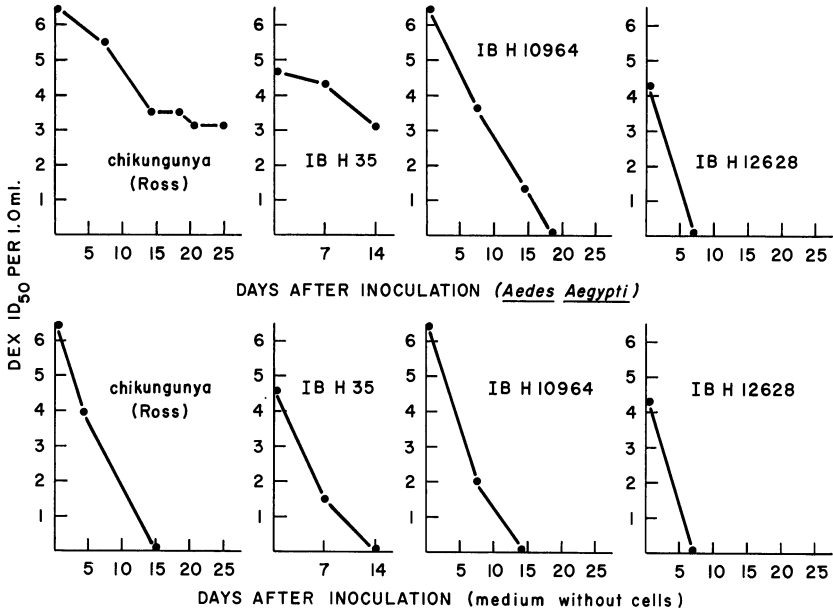 DEX ID50 PER 1.0 ml.
6
5
4
3
2
1
chikungunya
(Ross)
5 10 15 20 25
6
5
4
3
2
1
IB H 35
7 14
6
5
4
3
2
1
IB H 10964
5 10 15 20 25
6
5
4
3
2
1
IB H 12628
5 10 15 20 25
DAYS AFTER INOCULATION (Aedes Aegypti)
6
5
4
3
2
1
chikungunya
(Ross)
5 10 15 20 25
6
5
4
3
2
1
IB H 35
7 14
6
5
4
3
2
1
IB H 10964
5 10 15 20 25
6
5
4
3
2
1
IB H 12628
5 10 15 20 25
DAYS AFTER INOCULATION (medium without cells)